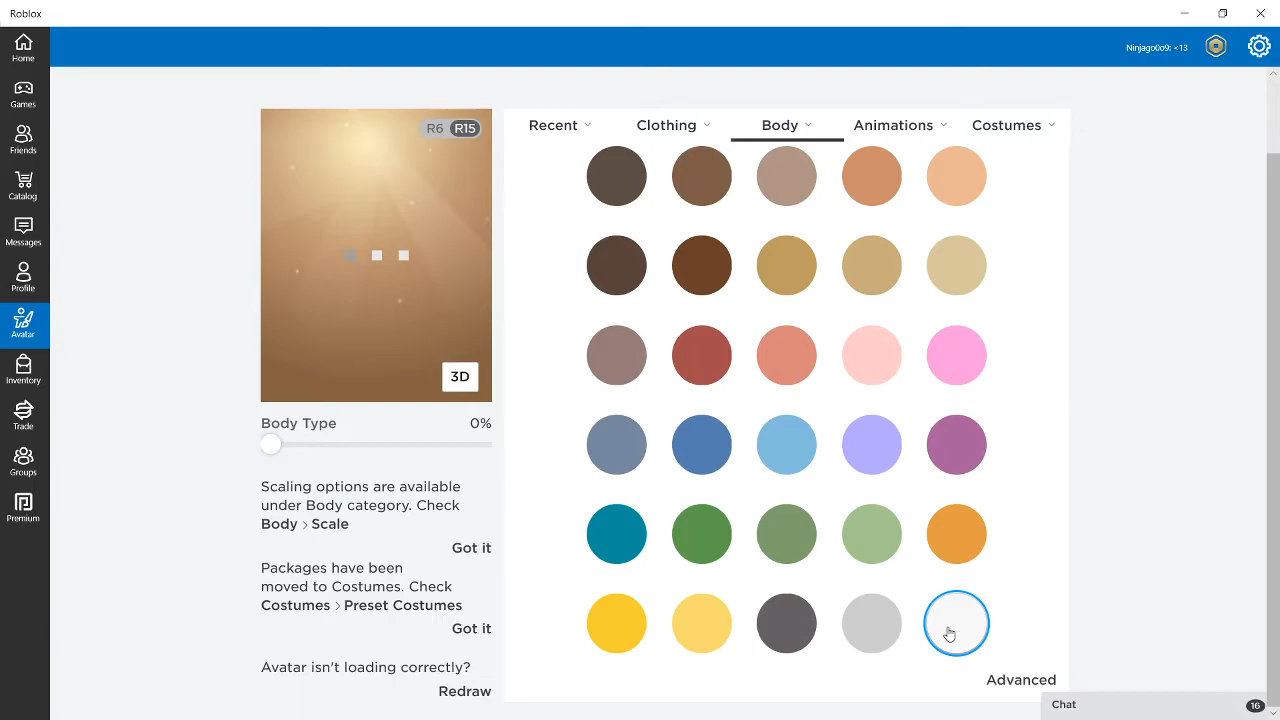 Roblox
Ninjago0o9: <13
Home
Games
Friends
Catalog
Messages
Profile
Avatar
Inventory
Trade
Groups
Premium
R6 R15
3D
Body Type 0%
Scaling options are available
under Body category. Check
Body > Scale
Got it
Packages have been
moved to Costumes. Check
Costumes > Preset Costumes
Got it
Avatar isn't loading correctly?
Redraw
Recent Clothing Body Animations Costumes
Advanced
Chat 16